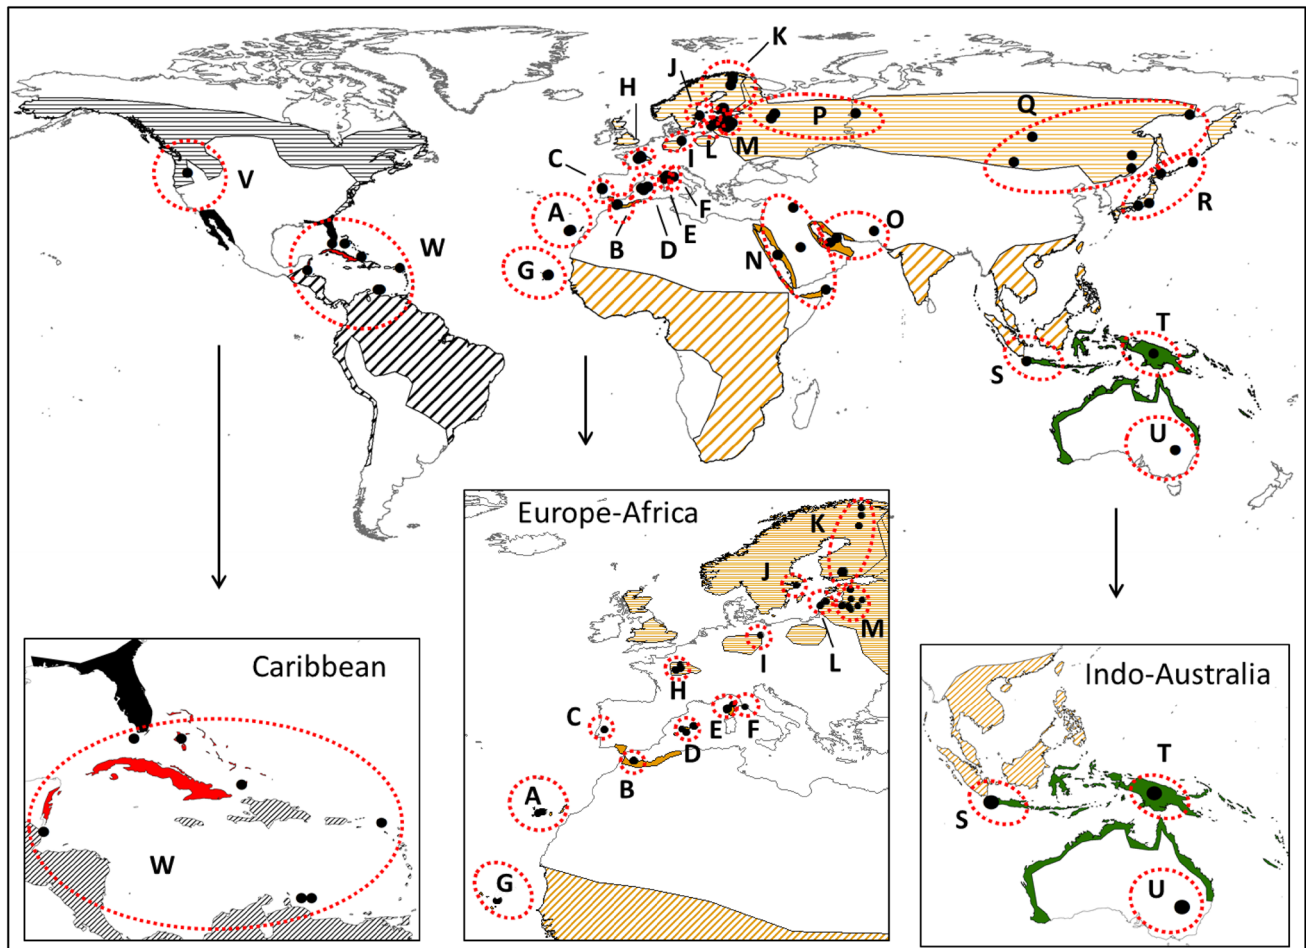 K
J
H
P
Q
I
L
M
C
V
F
R
A
E
O
B
D
W
N
G
T
S
U
Europe-Africa
K
J
Caribbean
M
I
L
Indo-Australia
H
C
E
F
D
T
B
A
S
W
G
U